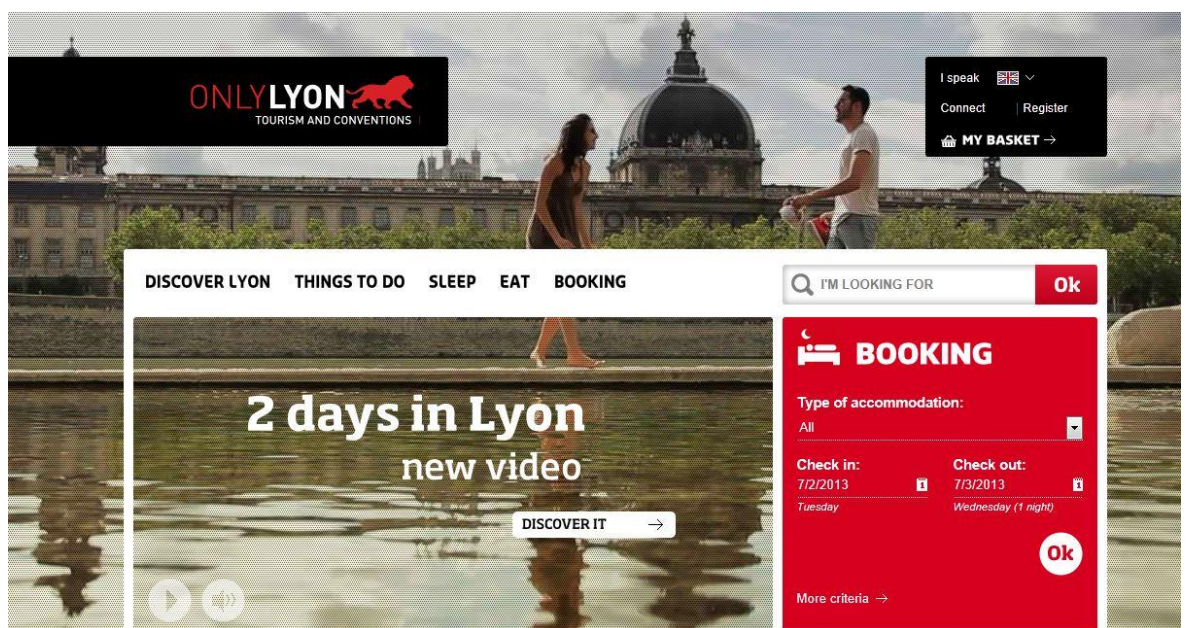 ONLYLYON
TOURISM AND CONVENTIONS
I speak
Connect | Register
MY BASKET →
DISCOVER LYON THINGS TO DO SLEEP EAT BOOKING
I'M LOOKING FOR Ok
2 days in Lyon
new video
DISCOVER IT →
BOOKING
Type of accommodation:
All
Check in: Check out:
7/2/2013 1 7/3/2013 1
Tuesday Wednesday (1 night)
Ok
More criteria →